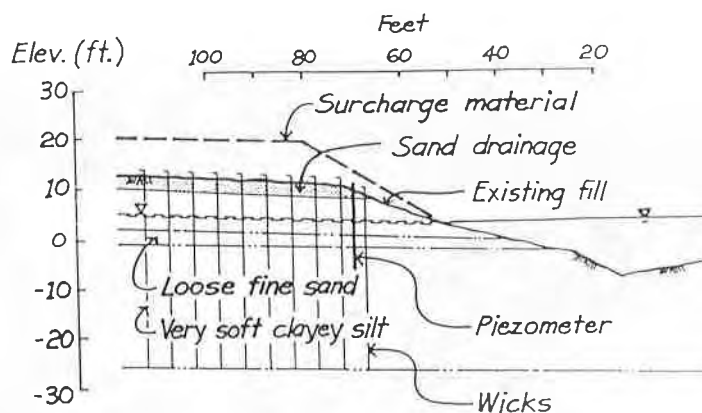 Feet
Elev. (ft.)
100 80 60 40 20
30
20
10
0
-10
-20
-30
Surcharge material
Sand drainage
Existing fill
Loose fine sand
Very soft clayey silt
Piezometer
Wicks